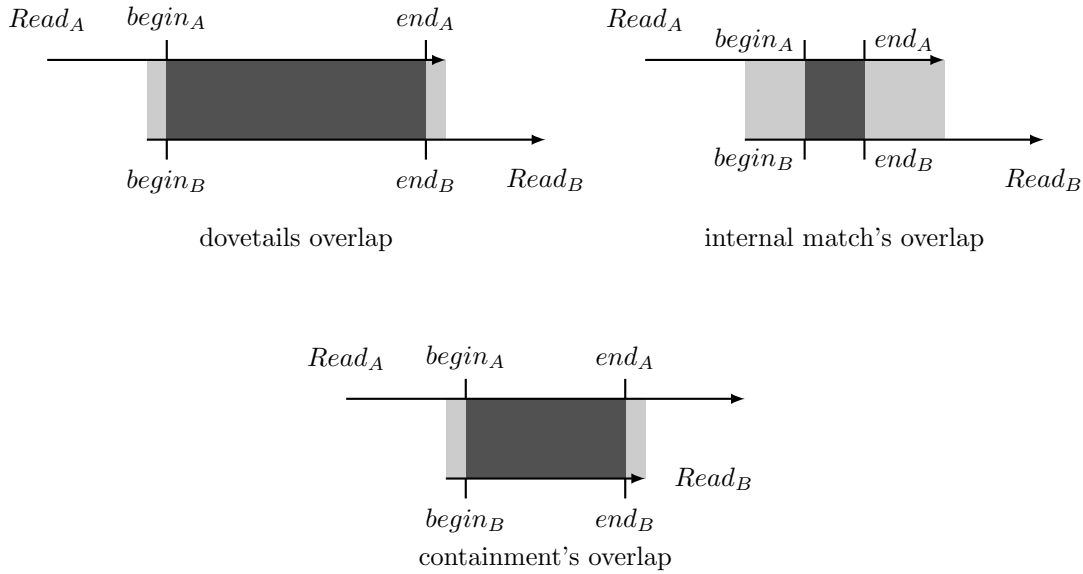 Read_A begin_A end_A
begin_B end_B Read_B
dovetails overlap
Read_A begin_A end_A
begin_B end_B Read_B
internal match's overlap
Read_A begin_A end_A
Read_B
begin_B end_B
containment's overlap